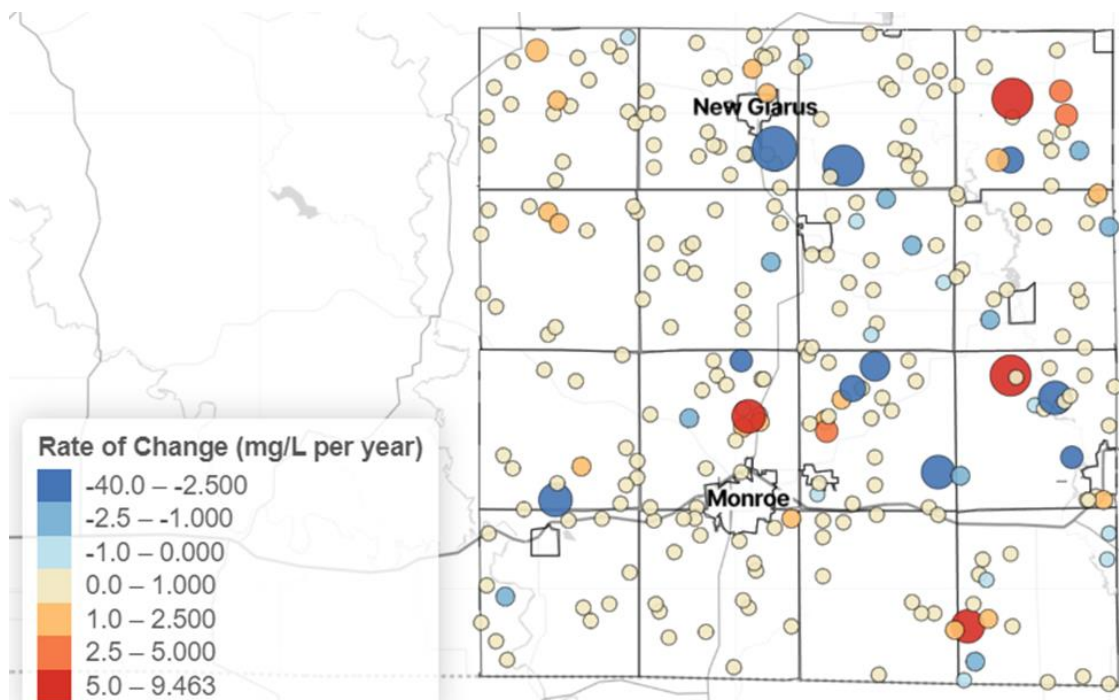 New Glarus
Rate of Change (mg/L per year)
-40.0 – -2.500
-2.5 – -1.000
-1.0 – 0.000
0.0 – 1.000
1.0 – 2.500
2.5 – 5.000
5.0 – 9.463
Monroe